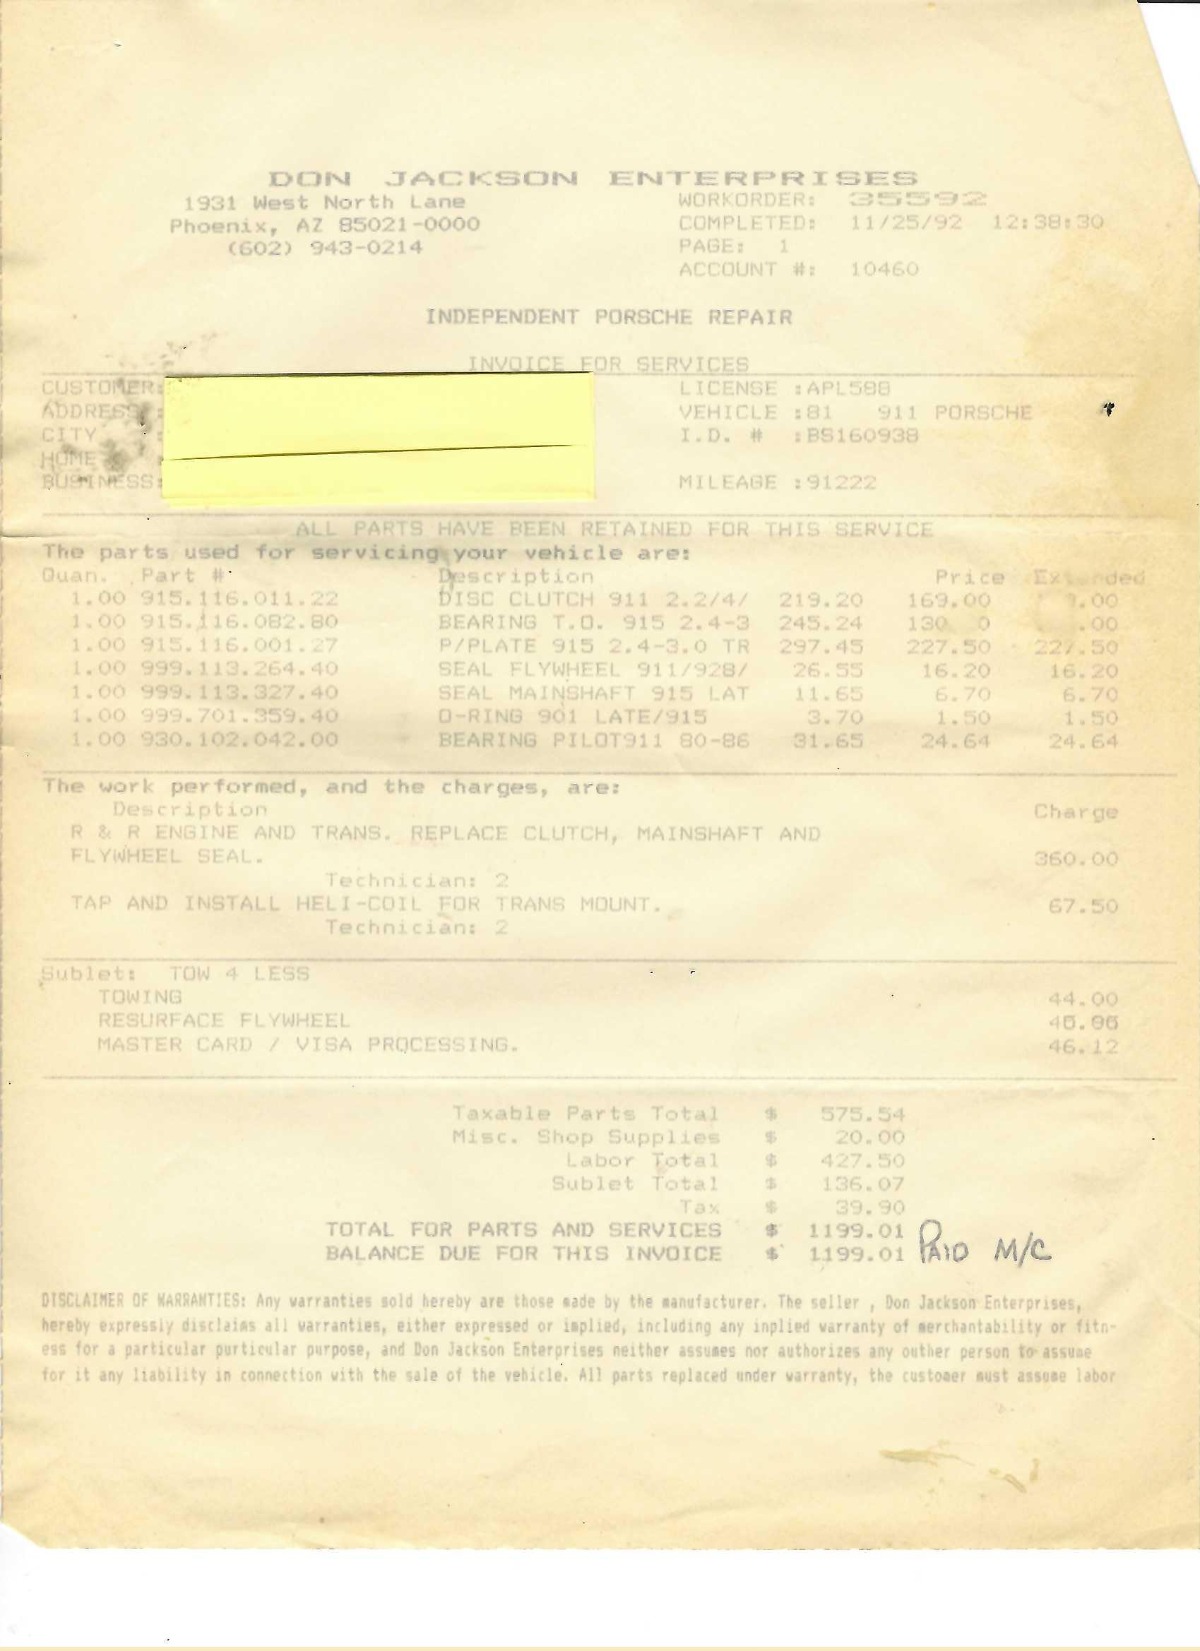 DON JACKSON ENTERPRISES
1931 West North Lane
Phoenix, AZ 85021-0000
(602) 943-0214
WORKORDER: 35592
COMPLETED: 11/25/92 12:38:30
PAGE: 1
ACCOUNT #: 10460
INDEPENDENT PORSCHE REPAIR
INVOICE FOR SERVICES
CUSTOMER: LICENSE :APL588
ADDRESS : VEHICLE :81 911 PORSCHE
CITY : I.D. # :BS160938
HOME :
BUSINESS: MILEAGE :91222
ALL PARTS HAVE BEEN RETAINED FOR THIS SERVICE
The parts used for servicing your vehicle are:
Quan. Part # Description Price Extended
1.00 915.116.011.22 DISC CLUTCH 911 2.2/4/ 219.20 169.00 .00
1.00 915.116.082.80 BEARING T.O. 915 2.4-3 245.24 130 0 .00
1.00 915.116.001.27 P/PLATE 915 2.4-3.0 TR 297.45 227.50 227.50
1.00 999.113.264.40 SEAL FLYWHEEL 911/928/ 26.55 16.20 16.20
1.00 999.113.327.40 SEAL MAINSHAFT 915 LAT 11.65 6.70 6.70
1.00 999.701.359.40 O-RING 901 LATE/915 3.70 1.50 1.50
1.00 930.102.042.00 BEARING PILOT911 80-86 31.65 24.64 24.64
The work performed, and the charges, are:
Description Charge
R & R ENGINE AND TRANS. REPLACE CLUTCH, MAINSHAFT AND
FLYWHEEL SEAL. 360.00
Technician: 2
TAP AND INSTALL HELI-COIL FOR TRANS MOUNT. 67.50
Technician: 2
Sublet: TOW 4 LESS
TOWING 44.00
RESURFACE FLYWHEEL
MASTER CARD / VISA PROCESSING. 46.12
Taxable Parts Total $ 575.54
Misc. Shop Supplies $ 20.00
Labor Total $ 427.50
Sublet Total $ 136.07
Tax $ 39.90
TOTAL FOR PARTS AND SERVICES $ 1199.01
BALANCE DUE FOR THIS INVOICE $ 1199.01 PAID M/C
DISCLAIMER OF WARRANTIES: Any warranties sold hereby are those made by the manufacturer. The seller , Don Jackson Enterprises,
hereby expressly disclaims all warranties, either expressed or implied, including any inplied warranty of merchantability or fitn-
ess for a particular purticular purpose, and Don Jackson Enterprises neither assumes nor authorizes any outher person to assume
for it any liability in connection with the sale of the vehicle. All parts replaced under warranty, the customer must assume labor